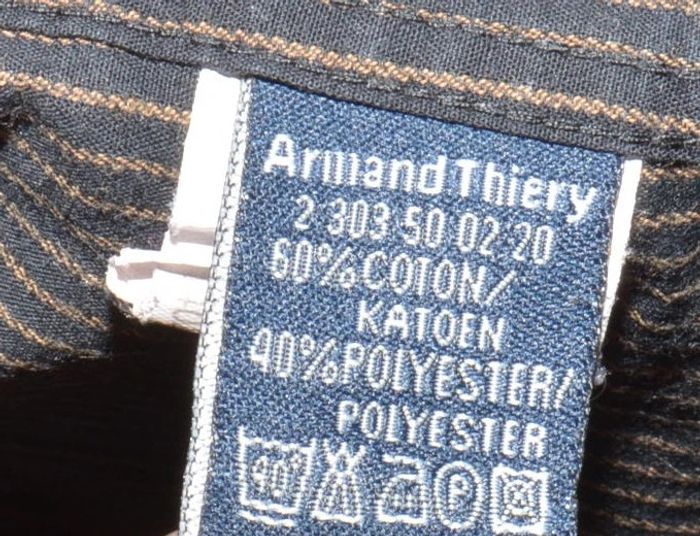 Armand Thiery
2 303 50 02 20
60%COTON/
KATOEN
40%POLYESTER/
POLYESTER
P